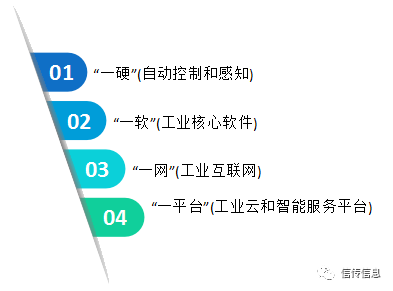 01 “一硬”(自动控制和感知)
02 “一软”(工业核心软件)
03 “一网”(工业互联网)
04 “一平台”(工业云和智能服务平台)
信传信息